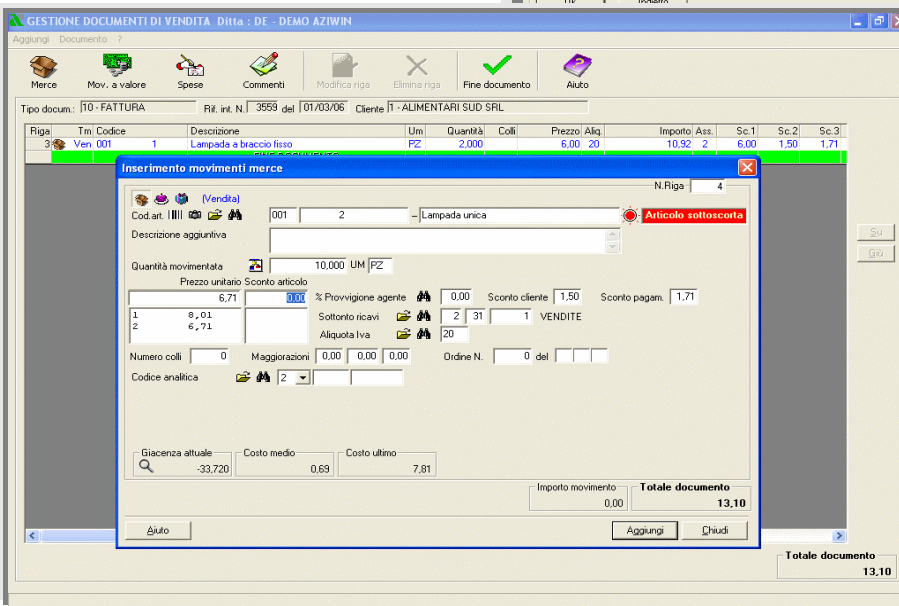 Indietro
GESTIONE DOCUMENTI DI VENDITA Ditta : DE - DEMO AZIWIN
Aggiungi Documento ?
Merce Mov. a valore Spese Commenti Modifica riga Elimina riga Fine documento Aiuto
Tipo docum.: 10 - FATTURA Rif. int. N. 3559 del 01/03/06 Cliente 1 - ALIMENTARI SUD SRL
Riga Tm Codice Descrizione Um Quantità Colli Prezzo Aliq. Importo Ass. Sc.1 Sc.2 Sc.3
3 Ven 001 1 Lampada a braccio fisso PZ 2,000 6,00 20 10,92 2 6,00 1,50 1,71
Inserimento movimenti merce
N.Riga 4
(Vendita)
Cod.art. 001 2 – Lampada unica Articolo sottoscorta
Descrizione aggiuntiva
Su
Giù
Quantità movimentata 10,000 UM PZ
Prezzo unitario Sconto articolo
6,71 0,00 % Provvigione agente 0,00 Sconto cliente 1,50 Sconto pagam. 1,71
1 8,01 Sottonto ricavi 2 31 1 VENDITE
2 6,71 Aliquota Iva 20
Numero colli 0 Maggiorazioni 0,00 0,00 0,00 Ordine N. 0 del
Codice analitica 2
Giacenza attuale Costo medio Costo ultimo
-33,720 0,69 7,81
Importo movimento Totale documento
0,00 13,10
Aiuto Aggiungi Chiudi
Totale documento
13,10